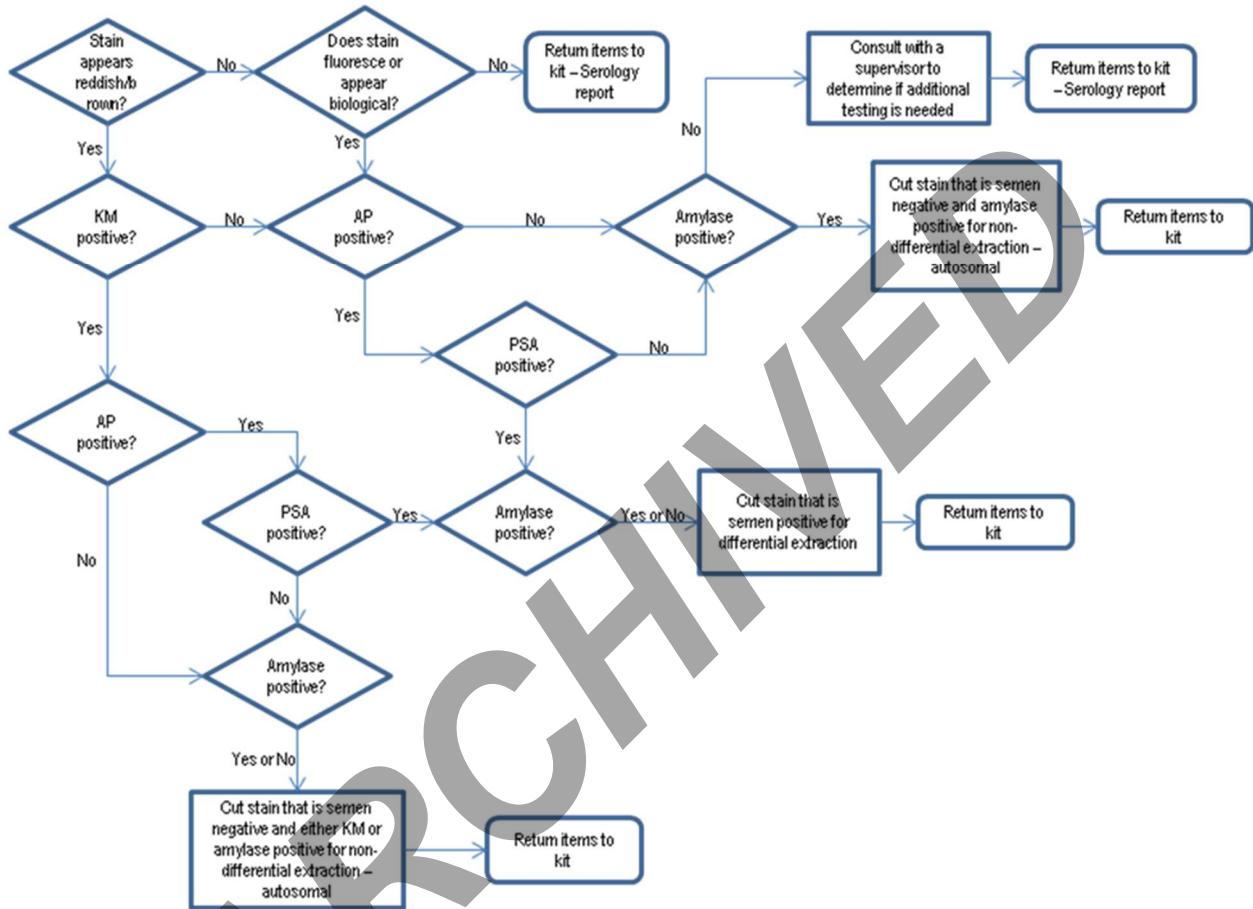 Stain
appears
reddish/b
rown?
No
Does stain
fluoresce or
appear
biological?
No
Return items to
kit – Serology
report
Consult with a
supervisor to
determine if additional
testing is needed
Return items to kit
– Serology report
Yes
Yes
No
KM
positive?
No
AP
positive?
No
Amylase
positive?
Yes
Cut stain that is semen
negative and amylase
positive for non-
differential extraction –
autosomal
Return items to
kit
Yes
Yes
PSA
positive?
No
AP
positive?
Yes
Yes
PSA
positive?
Yes
Amylase
positive?
Yes or No
Cut stain that is
semen positive for
differential extraction
Return items to
kit
No
No
Amylase
positive?
Yes or No
Cut stain that is semen
negative and either KM or
amylase positive for non-
differential extraction –
autosomal
Return items to
kit
ARCHIVED